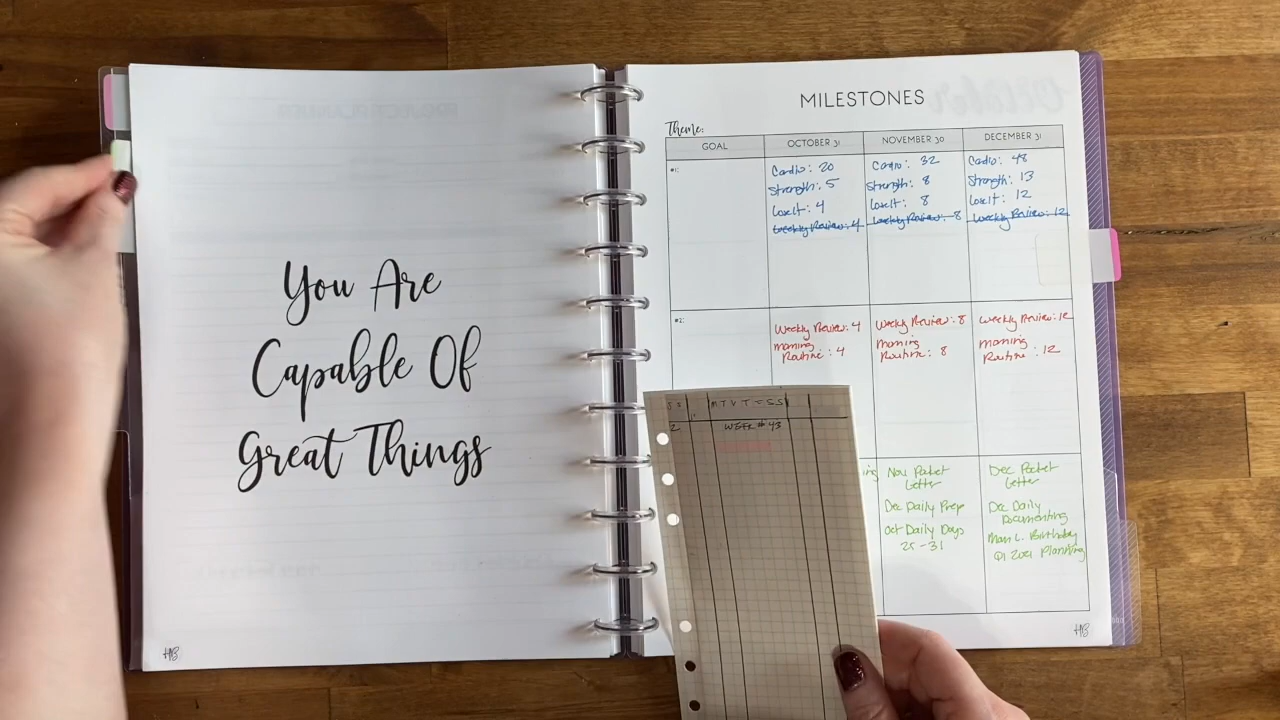 You Are
Capable Of
Great Things
HB
MILESTONES
Theme:
GOAL
OCTOBER 31
NOVEMBER 30
DECEMBER 31
#1:
Cardio: 20
Strength: 5
LoseIt: 4
Weekly Review: 4
Cardio: 32
Strength: 8
LoseIt: 8
Weekly Review: 8
Cardio: 48
Strength: 13
LoseIt: 12
Weekly Review: 12
#2:
Weekly Review: 4
Morning
Routine: 4
Weekly Review: 8
Morning
Routine: 8
Weekly Review: 12
Morning
Routine: 12
Nov Pocket
Letter
Dec Daily Prep
Oct Daily Days
25-31
Dec Pocket
Letter
Dec Daily
Documenting
Mom L. Birthday
Q1 2021 Planning
HB
M T W T F S S
2
WEEK # 43